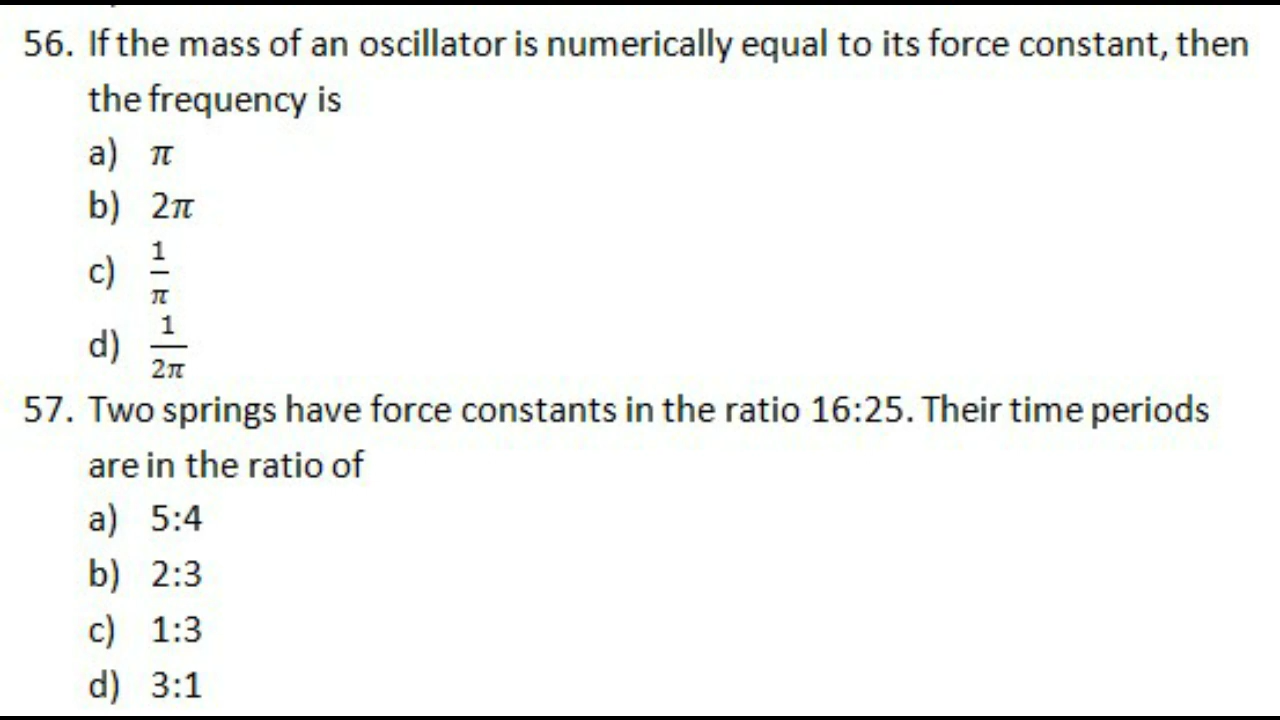 56. If the mass of an oscillator is numerically equal to its force constant, then
the frequency is
a) π
b) 2π
c) 1/π
d) 1/2π
57. Two springs have force constants in the ratio 16:25. Their time periods
are in the ratio of
a) 5:4
b) 2:3
c) 1:3
d) 3:1